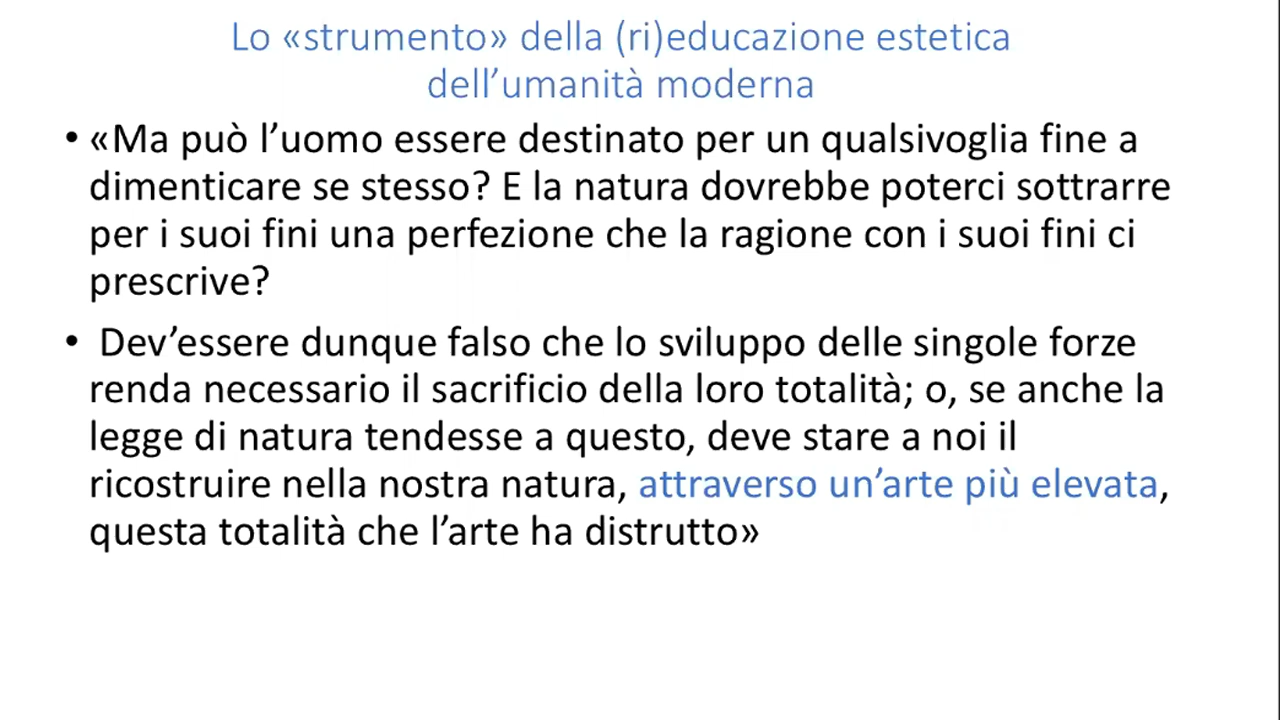 Lo «strumento» della (ri)educazione estetica
dell’umanità moderna
• «Ma può l’uomo essere destinato per un qualsivoglia fine a
dimenticare se stesso? E la natura dovrebbe poterci sottrarre
per i suoi fini una perfezione che la ragione con i suoi fini ci
prescrive?
• Dev’essere dunque falso che lo sviluppo delle singole forze
renda necessario il sacrificio della loro totalità; o, se anche la
legge di natura tendesse a questo, deve stare a noi il
ricostruire nella nostra natura, attraverso un’arte più elevata,
questa totalità che l’arte ha distrutto»